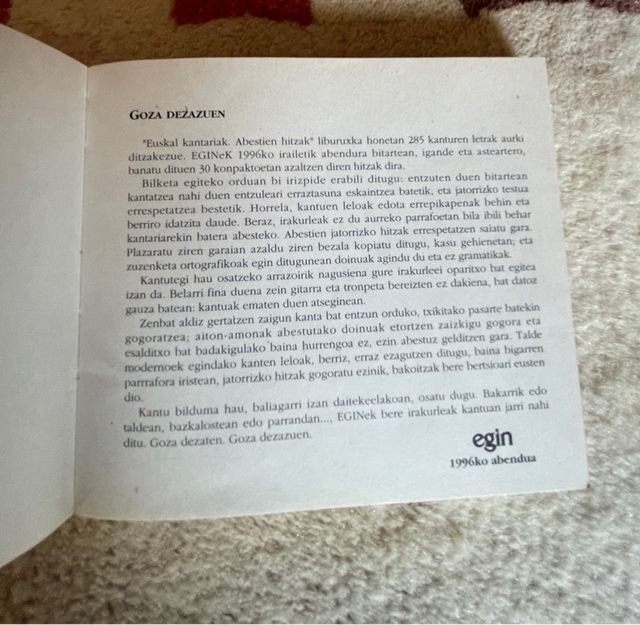 GOZA DEZAZUEN
"Euskal kantariak. Abestien hitzak" liburuxka honetan 285 kanturen letrak aurki
ditzakezue. EGINeK 1996ko irailetik abendura bitartean, igande eta asteartero,
banatu dituen 30 konpaktoetan azaltzen diren hitzak dira.
Bilketa egiteko orduan bi irizpide erabili ditugu: entzuten duen bitartean
kantatzea nahi duen entzuleari erraztasuna eskaintzea batetik, eta jatorrizko testua
errespetatzea bestetik. Horrela, kantuen leloak edota errepikapenak behin eta
berriro idatzita daude. Beraz, irakurleak ez du aurreko parrafoetan bila ibili behar
kantariarekin batera abesteko. Abestien jatorrizko hitzak errespetatzen saiatu gara.
Plazaratu ziren garaian azaldu ziren bezala kopiatu ditugu, kasu gehienetan; eta
zuzenketa ortografikoak egin ditugunean doinuak agindu du eta ez gramatikak.
Kantutegi hau osatzeko arrazoirik nagusiena gure irakurleei oparitxo bat egitea
izan da. Belarri fina duena zein gitarra eta tronpeta bereizten ez dakiena, bat datoz
gauza batean: kantuak ematen duen atseginean.
Zenbat aldiz gertatzen zaigun kanta bat entzun orduko, txikitako pasarte batekin
gogoratzea; aiton-amonak abestutako doinuak etortzen zaizkigu gogora eta
esalditxo bat badakigulako baina hurrengoa ez, ezin abestuz gelditzen gara. Talde
modernoek egindako kanten leloak, berriz, erraz ezagutzen ditugu, baina bigarren
parrrafora iristean, jatorrizko hitzak gogoratu ezinik, bakoitzak bere bertsioari eusten
dio.
Kantu bilduma hau, baliagarri izan daitekeelakoan, osatu dugu. Bakarrik edo
taldean, bazkalostean edo parrandan..., EGINek bere irakurleak kantuan jarri nahi
ditu. Goza dezaten. Goza dezazuen.
egin
1996ko abendua